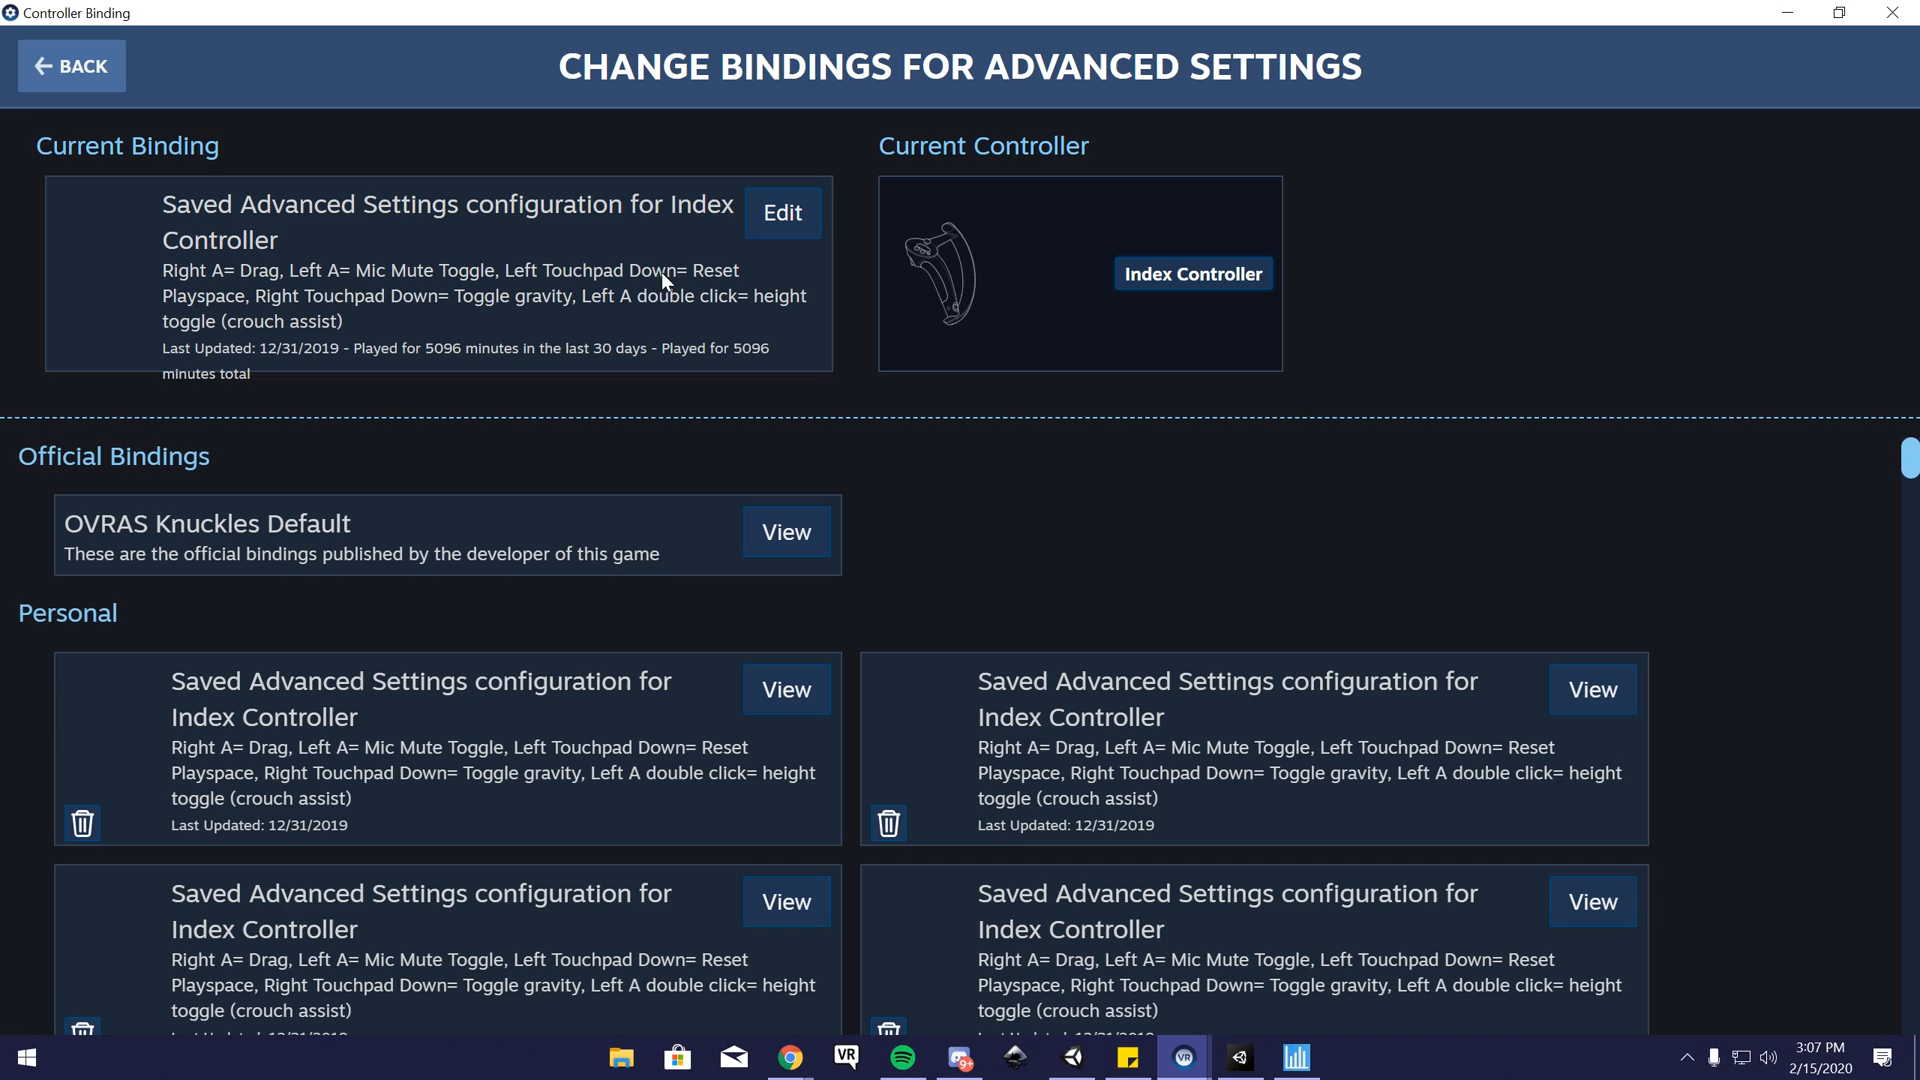 Controller Binding
BACK
CHANGE BINDINGS FOR ADVANCED SETTINGS
Current Binding
Saved Advanced Settings configuration for Index
Controller
Edit
Right A= Drag, Left A= Mic Mute Toggle, Left Touchpad Down= Reset
Playspace, Right Touchpad Down= Toggle gravity, Left A double click= height
toggle (crouch assist)
Last Updated: 12/31/2019 - Played for 5096 minutes in the last 30 days - Played for 5096
minutes total
Current Controller
Index Controller
Official Bindings
OVRAS Knuckles Default
These are the official bindings published by the developer of this game
View
Personal
Saved Advanced Settings configuration for
Index Controller
View
Right A= Drag, Left A= Mic Mute Toggle, Left Touchpad Down= Reset
Playspace, Right Touchpad Down= Toggle gravity, Left A double click= height
toggle (crouch assist)
Last Updated: 12/31/2019
Saved Advanced Settings configuration for
Index Controller
View
Right A= Drag, Left A= Mic Mute Toggle, Left Touchpad Down= Reset
Playspace, Right Touchpad Down= Toggle gravity, Left A double click= height
toggle (crouch assist)
Last Updated: 12/31/2019
Saved Advanced Settings configuration for
Index Controller
View
Right A= Drag, Left A= Mic Mute Toggle, Left Touchpad Down= Reset
Playspace, Right Touchpad Down= Toggle gravity, Left A double click= height
toggle (crouch assist)
Saved Advanced Settings configuration for
Index Controller
View
Right A= Drag, Left A= Mic Mute Toggle, Left Touchpad Down= Reset
Playspace, Right Touchpad Down= Toggle gravity, Left A double click= height
toggle (crouch assist)
VR
9+
VR
3:07 PM
2/15/2020